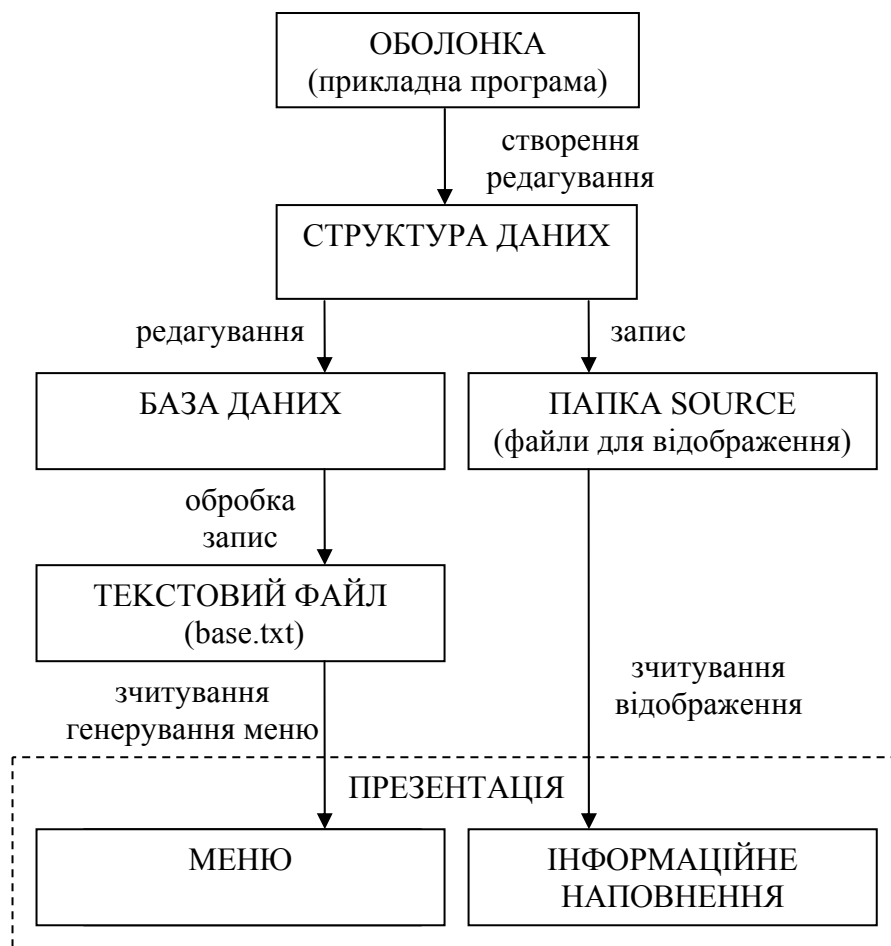 ОБОЛОНКА
(прикладна програма)
створення
редагування
СТРУКТУРА ДАНИХ
редагування
запис
БАЗА ДАНИХ
ПАПКА SOURCE
(файли для відображення)
обробка
запис
ТЕКСТОВИЙ ФАЙЛ
(base.txt)
зчитування
генерування меню
зчитування
відображення
ПРЕЗЕНТАЦІЯ
МЕНЮ
ІНФОРМАЦІЙНЕ
НАПОВНЕННЯ